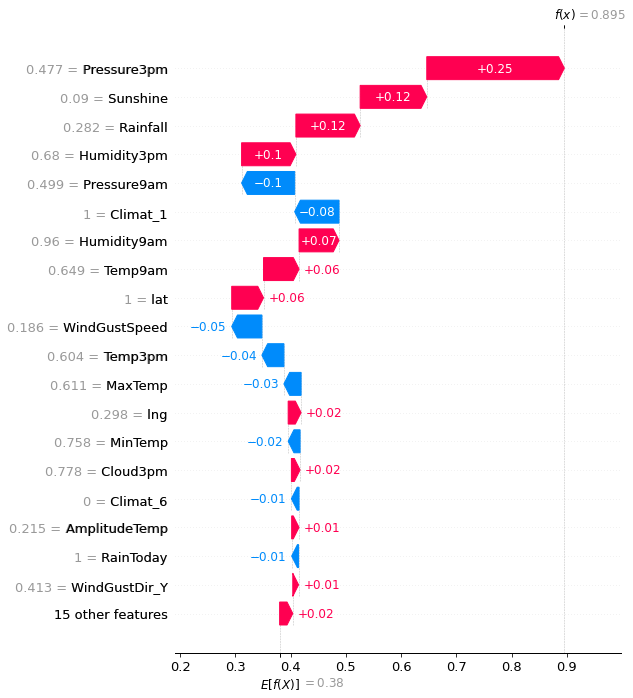 f(x) = 0.895
0.477 = Pressure3pm +0.25
0.09 = Sunshine +0.12
0.282 = Rainfall +0.12
0.68 = Humidity3pm +0.1
0.499 = Pressure9am −0.1
1 = Climat_1 −0.08
0.96 = Humidity9am +0.07
0.649 = Temp9am +0.06
1 = lat +0.06
0.186 = WindGustSpeed −0.05
0.604 = Temp3pm −0.04
0.611 = MaxTemp −0.03
0.298 = lng +0.02
0.758 = MinTemp −0.02
0.778 = Cloud3pm +0.02
0 = Climat_6 −0.01
0.215 = AmplitudeTemp +0.01
1 = RainToday −0.01
0.413 = WindGustDir_Y +0.01
15 other features +0.02
0.2 0.3 0.4 0.5 0.6 0.7 0.8 0.9
E[f(X)] = 0.38